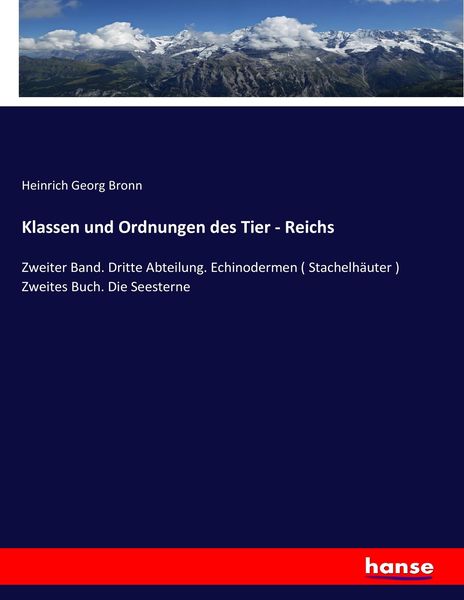 Heinrich Georg Bronn
Klassen und Ordnungen des Tier - Reichs
Zweiter Band. Dritte Abteilung. Echinodermen ( Stachelhäuter )
Zweites Buch. Die Seesterne
hanse